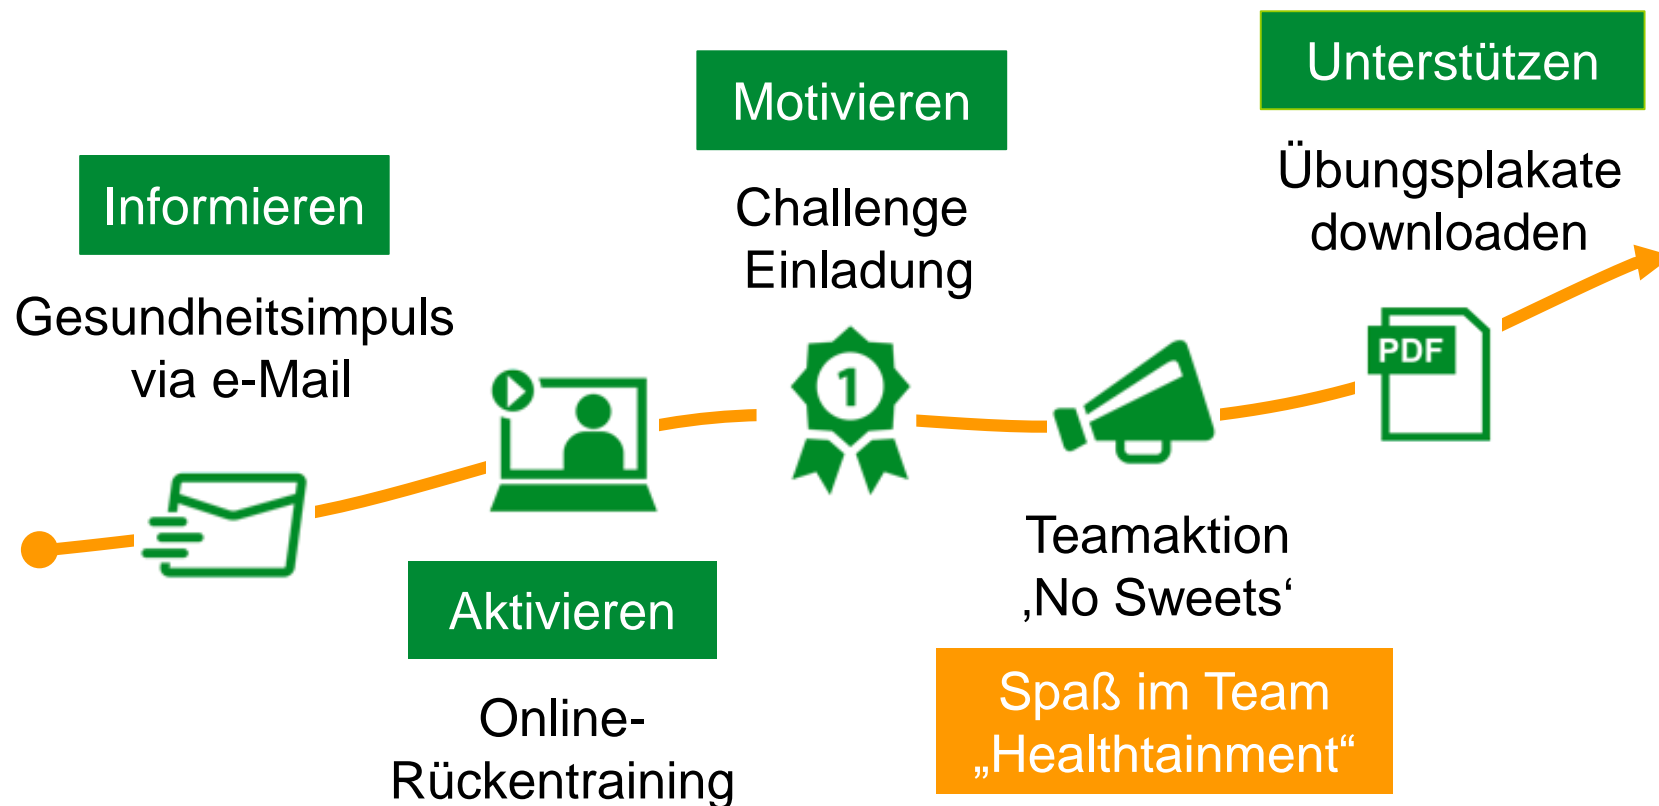 Informieren
Gesundheitsimpuls
via e-Mail
Aktivieren
Online-
Rückentraining
Motivieren
Challenge
Einladung
1
Teamaktion
‚No Sweets‘
Spaß im Team
„Healthtainment“
Unterstützen
Übungsplakate
downloaden
PDF